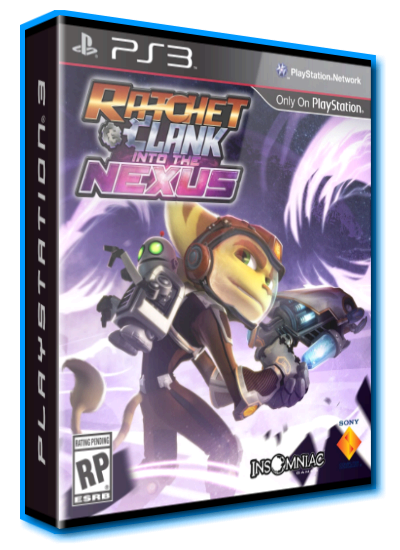 PS3
PlayStation®Network
Only On PlayStation.
RATCHET
CLANK
INTO THE
NEXUS
PLAYSTATION 3
RATING PENDING
RP
ESRB
INSOMNIAC
SONY